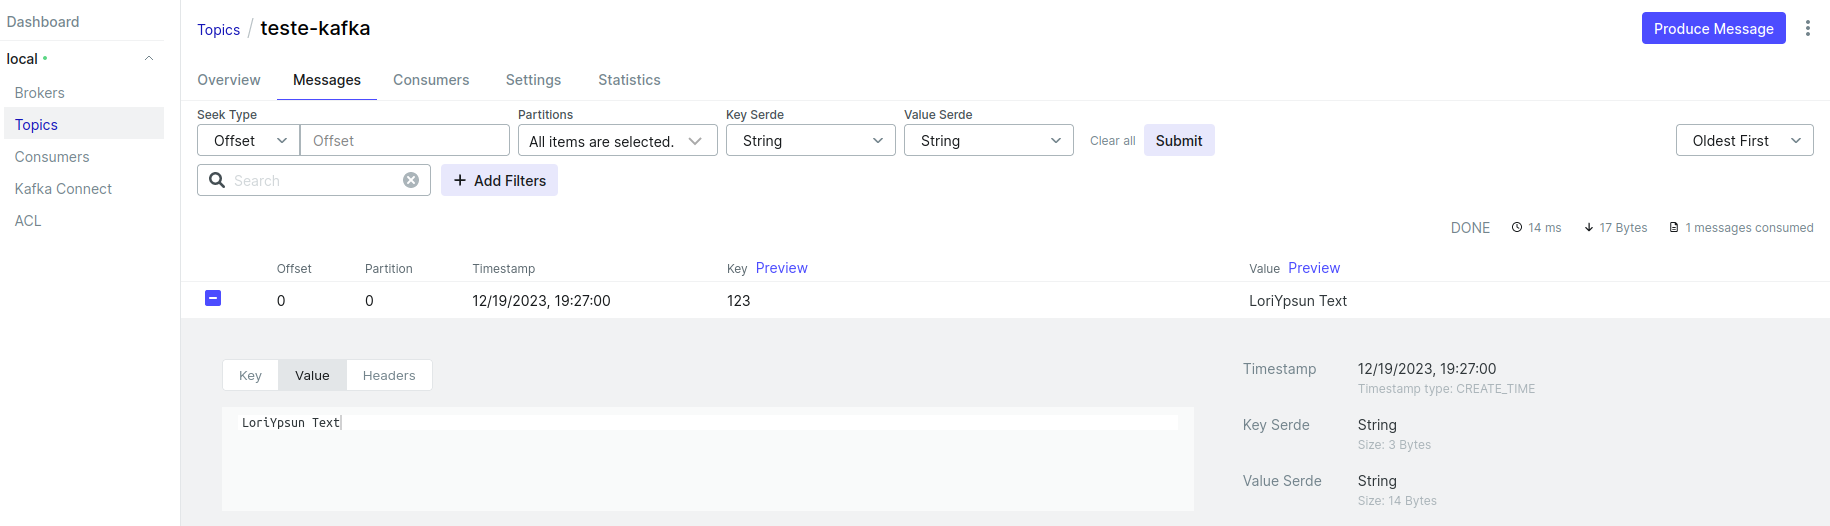 Dashboard
local
Brokers
Topics
Consumers
Kafka Connect
ACL
Topics / teste-kafka
Produce Message
Overview Messages Consumers Settings Statistics
Seek Type Partitions Key Serde Value Serde
Offset Offset All items are selected. String String Clear all Submit Oldest First
Search Add Filters
DONE 14 ms 17 Bytes 1 messages consumed
Offset Partition Timestamp Key Preview Value Preview
0 0 12/19/2023, 19:27:00 123 LoriYpsun Text
Key Value Headers
LoriYpsun Text
Timestamp 12/19/2023, 19:27:00
Timestamp type: CREATE_TIME
Key Serde String
Size: 3 Bytes
Value Serde String
Size: 14 Bytes